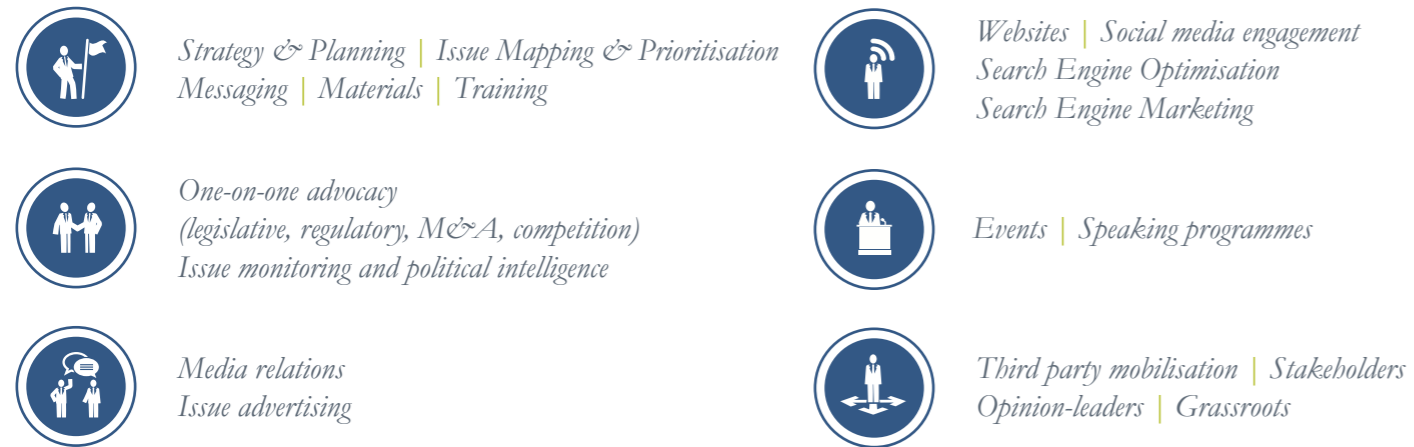 Strategy & Planning | Issue Mapping & Prioritisation
Messaging | Materials | Training
One-on-one advocacy
(legislative, regulatory, M&A, competition)
Issue monitoring and political intelligence
Media relations
Issue advertising
Websites | Social media engagement
Search Engine Optimisation
Search Engine Marketing
Events | Speaking programmes
Third party mobilisation | Stakeholders
Opinion-leaders | Grassroots